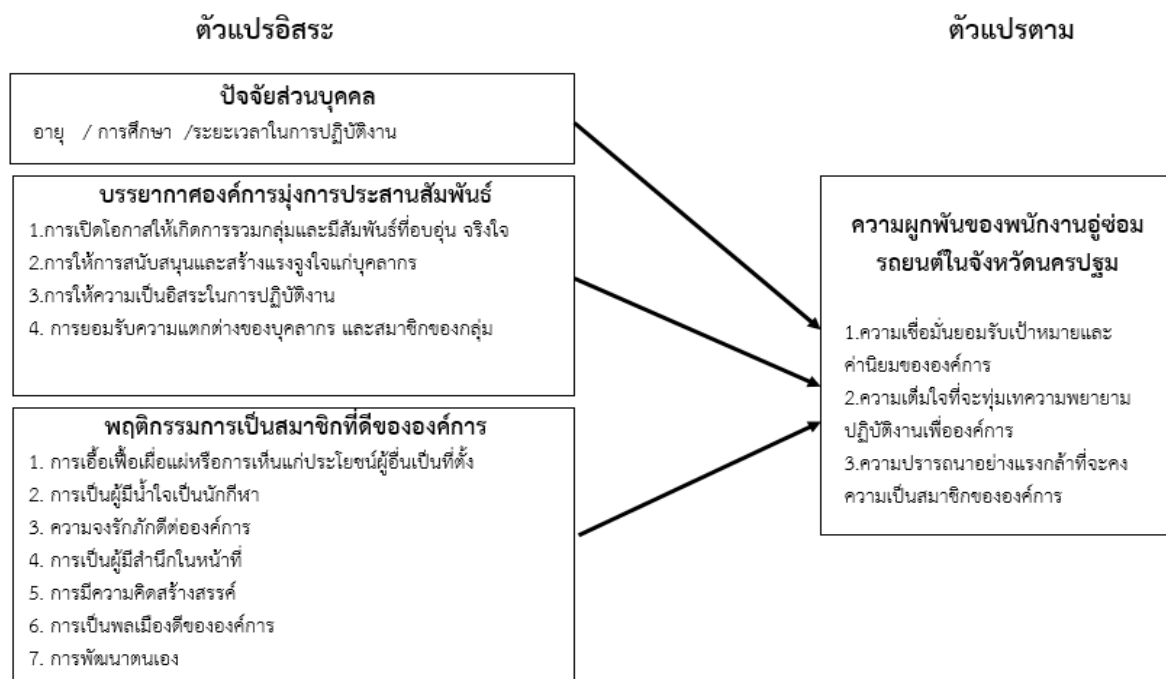 ตัวแปรอิสระ
ตัวแปรตาม
ปัจจัยส่วนบุคคล
อายุ / การศึกษา /ระยะเวลาในการปฏิบัติงาน
บรรยากาศองค์การมุ่งการประสานสัมพันธ์
1.การเปิดโอกาสให้เกิดการรวมกลุ่มและมีสัมพันธ์ที่อบอุ่น จริงใจ
2.การให้การสนับสนุนและสร้างแรงจูงใจแก่บุคลากร
3.การให้ความเป็นอิสระในการปฏิบัติงาน
4. การยอมรับความแตกต่างของบุคลากร และสมาชิกของกลุ่ม
พฤติกรรมการเป็นสมาชิกที่ดีขององค์การ
1. การเอื้อเฟื้อเผื่อแผ่หรือการเห็นแก่ประโยชน์ผู้อื่นเป็นที่ตั้ง
2. การเป็นผู้มีน้ำใจเป็นนักกีฬา
3. ความจงรักภักดีต่อองค์การ
4. การเป็นผู้มีสำนึกในหน้าที่
5. การมีความคิดสร้างสรรค์
6. การเป็นพลเมืองดีขององค์การ
7. การพัฒนาตนเอง
ความผูกพันของพนักงานอู่ซ่อม
รถยนต์ในจังหวัดนครปฐม
1.ความเชื่อมั่นยอมรับเป้าหมายและ
ค่านิยมขององค์การ
2.ความเต็มใจที่จะทุ่มเทความพยายาม
ปฏิบัติงานเพื่อองค์การ
3.ความปรารถนาอย่างแรงกล้าที่จะคง
ความเป็นสมาชิกขององค์การ